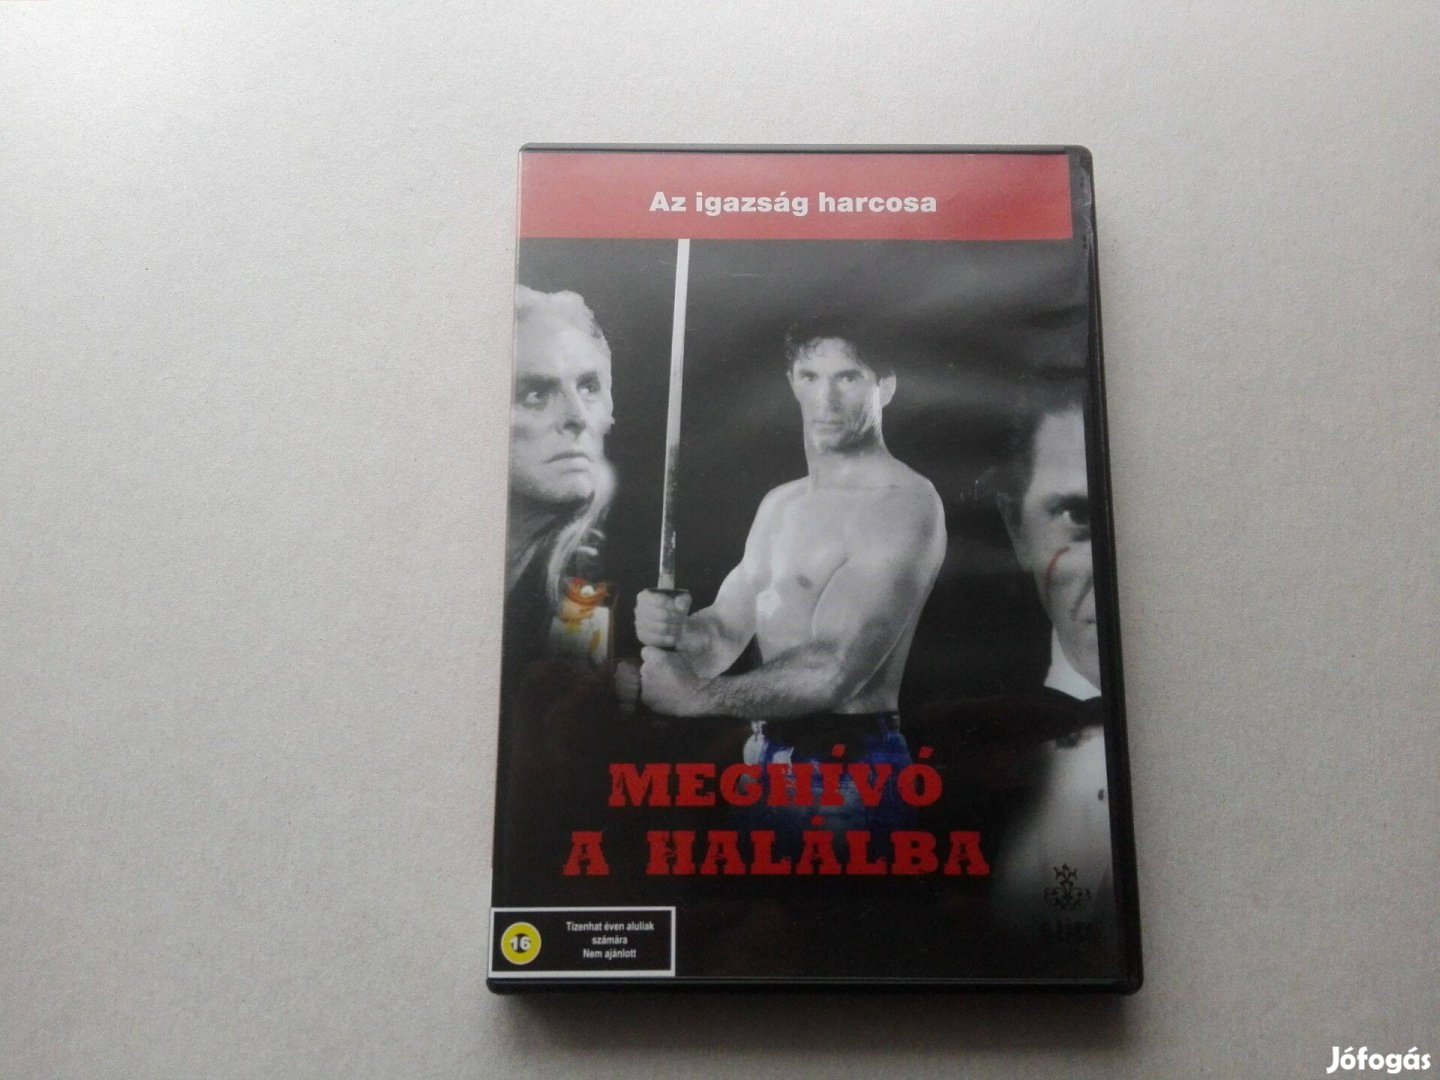 Az igazság harcosa
MEGHÍVÓ
A HALÁLBA
16
Tizenhat éven aluliak
számára
Nem ajánlott
Jófogás